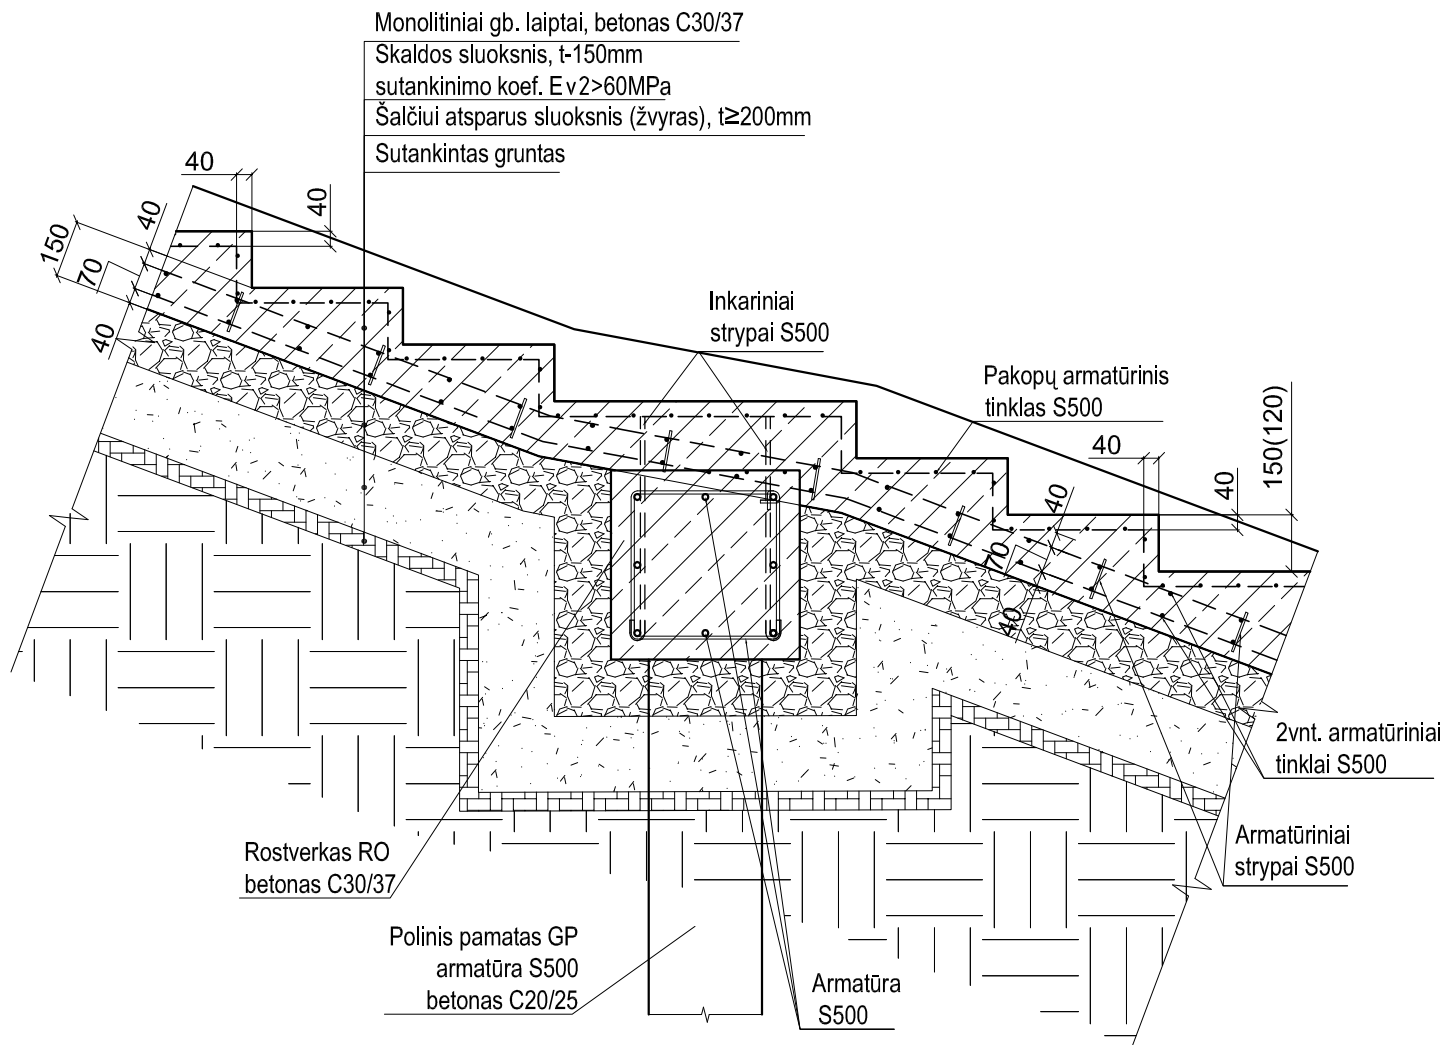 Monolitiniai gb. laiptai, betonas C30/37
Skaldos sluoksnis, t-150mm
sutankinimo koef. Ev2>60MPa
Šalčiui atsparus sluoksnis (žvyras), t≥200mm
Sutankintas gruntas
40
40
40
150
70
40
Inkariniai
strypai S500
Pakopų armatūrinis
tinklas S500
40
40
150(120)
40
70
40
2vnt. armatūriniai
tinklai S500
Armatūriniai
strypai S500
Rostverkas RO
betonas C30/37
Polinis pamatas GP
armatūra S500
betonas C20/25
Armatūra
S500